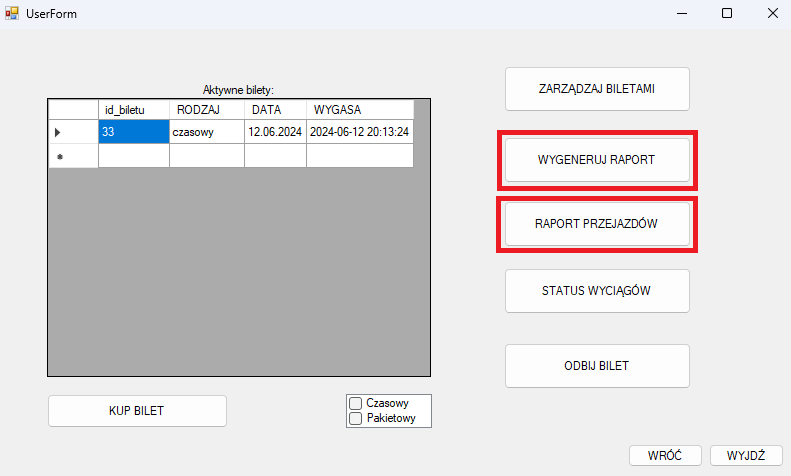 UserForm
Aktywne bilety:
id_biletu RODZAJ DATA WYGASA
33 czasowy 12.06.2024 2024-06-12 20:13:24
KUP BILET
Czasowy
Pakietowy
ZARZĄDZAJ BILETAMI
WYGENERUJ RAPORT
RAPORT PRZEJAZDÓW
STATUS WYCIĄGÓW
ODBIJ BILET
WRÓĆ WYJDŹ